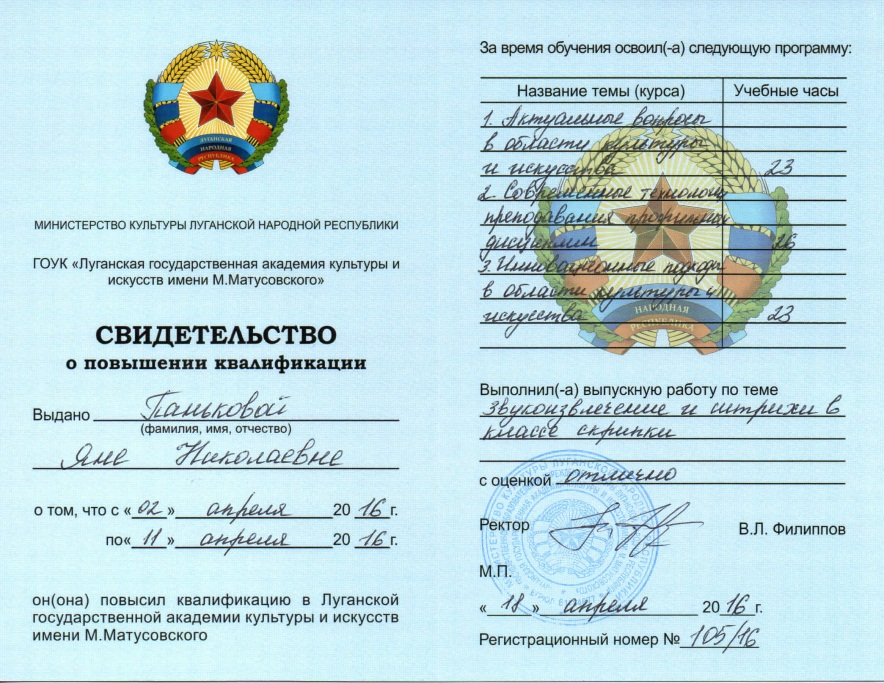 ЛУГАНСКАЯ
НАРОДНАЯ
РЕСПУБЛИКА
МИНИСТЕРСТВО КУЛЬТУРЫ ЛУГАНСКОЙ НАРОДНОЙ РЕСПУБЛИКИ
ГОУК «Луганская государственная академия культуры и
искусств имени М.Матусовского»
СВИДЕТЕЛЬСТВО
о повышении квалификации
Выдано Паньковой
(фамилия, имя, отчество)
Яне Николаевне
о том, что с «02» апреля 20 16 г.
по«11» апреля 20 16 г.
он(она) повысил квалификацию в Луганской
государственной академии культуры и искусств
имени М.Матусовского
За время обучения освоил(-а) следующую программу:
Название темы (курса) Учебные часы
1. Актуальные вопросы
в области культуры
и искусства 23
2. Современные технологии
преподавания профильных
дисциплин 26
3. Инновационные подходы
в области культуры и
искусства 23
НАРОДНАЯ
РЕСПУБЛИКА
Выполнил(-а) выпускную работу по теме
Звукоизвлечение и штрихи в
классе скрипки
с оценкой отлично
Ректор В.Л. Филиппов
М.П.
«18» апреля 20 16 г.
Регистрационный номер № 105/16